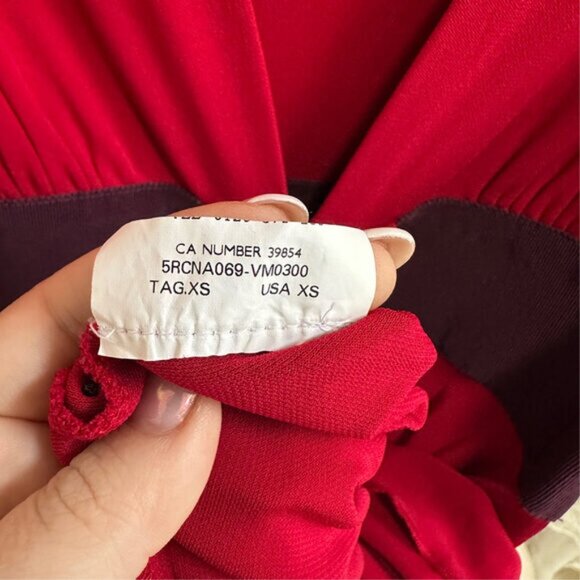 CA NUMBER 39854
5RCNA069-VM0300
TAG.XS USA XS